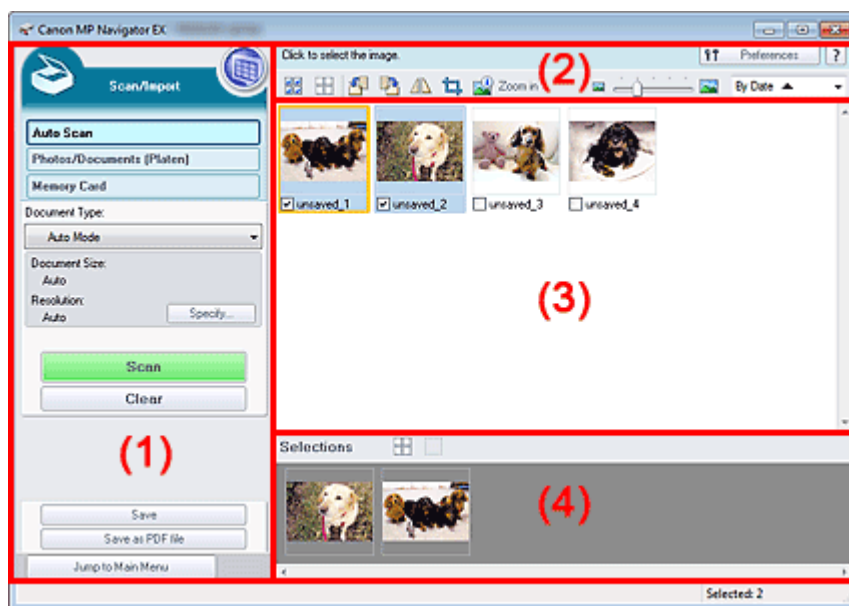 Canon MP Navigator EX
Scan/Import
Auto Scan
Photos/Documents (Platen)
Memory Card
Document Type:
Auto Mode
Document Size:
Auto
Resolution:
Auto
Specify...
Scan
Clear
(1)
Save
Save as PDF file
Jump to Main Menu
Click to select the image.
Preferences
?
(2)
Zoom in
By Date
unsaved_1
unsaved_2
unsaved_3
unsaved_4
(3)
Selections
(4)
Selected: 2